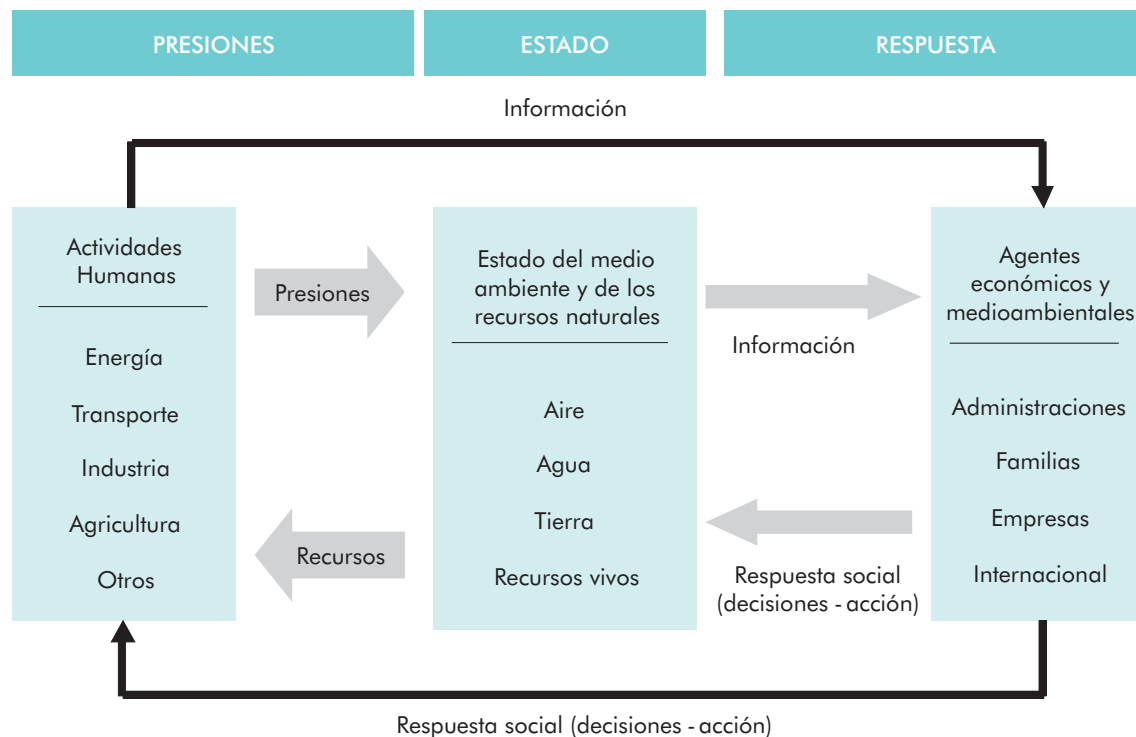 PRESIONES
ESTADO
RESPUESTA
Información
Actividades
Humanas
Energía
Transporte
Industria
Agricultura
Otros
Presiones
Recursos
Estado del medio
ambiente y de los
recursos naturales
Aire
Agua
Tierra
Recursos vivos
Información
Respuesta social
(decisiones - acción)
Agentes
económicos y
medioambientales
Administraciones
Familias
Empresas
Internacional
Respuesta social (decisiones - acción)